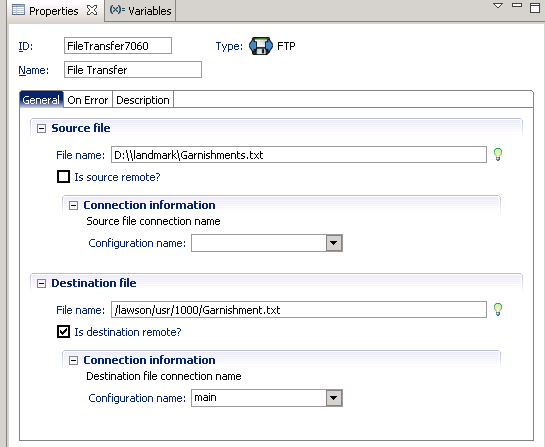 Properties (x)= Variables
ID: FileTransfer7060 Type: FTP
Name: File Transfer
General On Error Description
Source file
File name: D:\\landmark\Garnishments.txt
Is source remote?
Connection information
Source file connection name
Configuration name:
Destination file
File name: /lawson/usr/1000/Garnishment.txt
Is destination remote?
Connection information
Destination file connection name
Configuration name: main